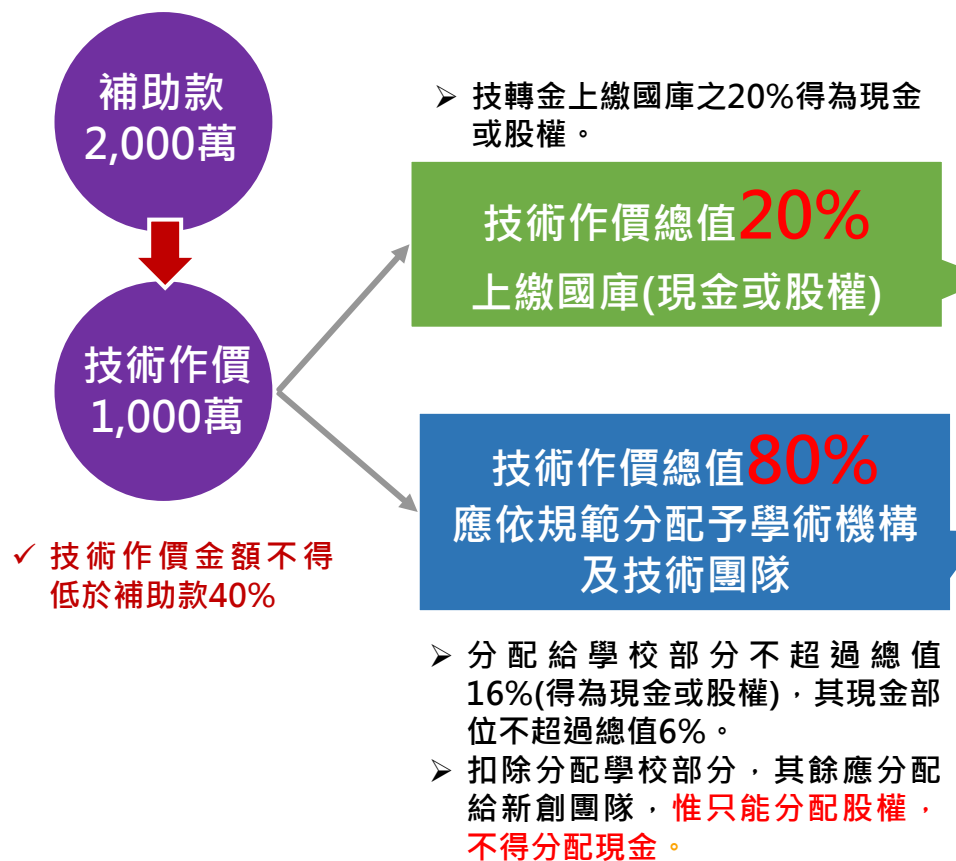 補助款
2,000萬
技術作價
1,000萬
✓ 技術作價金額不得
低於補助款40%
➢ 技轉金上繳國庫之20%得為現金
或股權。
技術作價總值20%
上繳國庫(現金或股權)
技術作價總值80%
應依規範分配予學術機構
及技術團隊
➢ 分配給學校部分不超過總值
16%(得為現金或股權)，其現金部
位不超過總值6%。
➢ 扣除分配學校部分，其餘應分配
給新創團隊，惟只能分配股權，
不得分配現金。